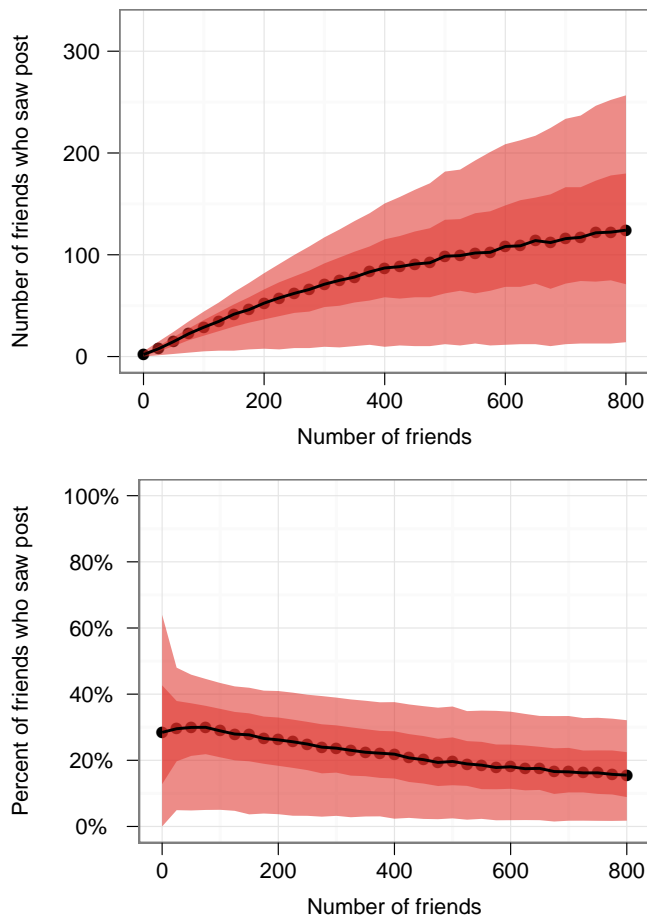 Number of friends who saw post
300
200
100
0
0 200 400 600 800
Number of friends
Percent of friends who saw post
100%
80%
60%
40%
20%
0%
0 200 400 600 800
Number of friends